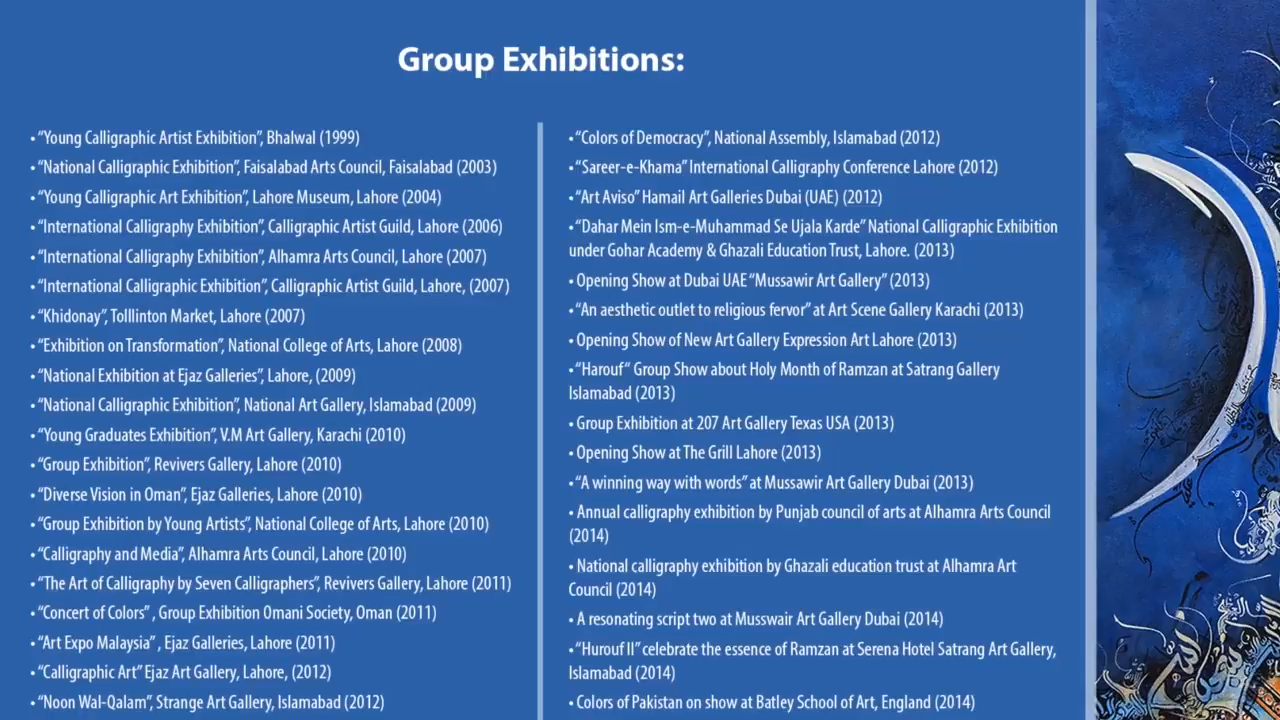 Group Exhibitions:
• “Young Calligraphic Artist Exhibition”, Bhalwal (1999)
• “National Calligraphic Exhibition”, Faisalabad Arts Council, Faisalabad (2003)
• “Young Calligraphic Art Exhibition”, Lahore Museum, Lahore (2004)
• “International Calligraphy Exhibition”, Calligraphic Artist Guild, Lahore (2006)
• “International Calligraphy Exhibition”, Alhamra Arts Council, Lahore (2007)
• “International Calligraphic Exhibition”, Calligraphic Artist Guild, Lahore, (2007)
• “Khidonay”, Tolllinton Market, Lahore (2007)
• “Exhibition on Transformation”, National College of Arts, Lahore (2008)
• “National Exhibition at Ejaz Galleries”, Lahore, (2009)
• “National Calligraphic Exhibition”, National Art Gallery, Islamabad (2009)
• “Young Graduates Exhibition”, V.M Art Gallery, Karachi (2010)
• “Group Exhibition”, Revivers Gallery, Lahore (2010)
• “Diverse Vision in Oman”, Ejaz Galleries, Lahore (2010)
• “Group Exhibition by Young Artists”, National College of Arts, Lahore (2010)
• “Calligraphy and Media”, Alhamra Arts Council, Lahore (2010)
• “The Art of Calligraphy by Seven Calligraphers”, Revivers Gallery, Lahore (2011)
• “Concert of Colors” , Group Exhibition Omani Society, Oman (2011)
• “Art Expo Malaysia” , Ejaz Galleries, Lahore (2011)
• “Calligraphic Art” Ejaz Art Gallery, Lahore, (2012)
• “Noon Wal-Qalam”, Strange Art Gallery, Islamabad (2012)
• “Colors of Democracy”, National Assembly, Islamabad (2012)
• “Sareer-e-Khama” International Calligraphy Conference Lahore (2012)
• “Art Aviso” Hamail Art Galleries Dubai (UAE) (2012)
• “Dahar Mein Ism-e-Muhammad Se Ujala Karde” National Calligraphic Exhibition
under Gohar Academy & Ghazali Education Trust, Lahore. (2013)
• Opening Show at Dubai UAE “Mussawir Art Gallery” (2013)
• “An aesthetic outlet to religious fervor” at Art Scene Gallery Karachi (2013)
• Opening Show of New Art Gallery Expression Art Lahore (2013)
• “Harouf” Group Show about Holy Month of Ramzan at Satrang Gallery
Islamabad (2013)
• Group Exhibition at 207 Art Gallery Texas USA (2013)
• Opening Show at The Grill Lahore (2013)
• “A winning way with words” at Mussawir Art Gallery Dubai (2013)
• Annual calligraphy exhibition by Punjab council of arts at Alhamra Arts Council
(2014)
• National calligraphy exhibition by Ghazali education trust at Alhamra Art
Council (2014)
• A resonating script two at Musswair Art Gallery Dubai (2014)
• “Hurouf II” celebrate the essence of Ramzan at Serena Hotel Satrang Art Gallery,
Islamabad (2014)
• Colors of Pakistan on show at Batley School of Art, England (2014)